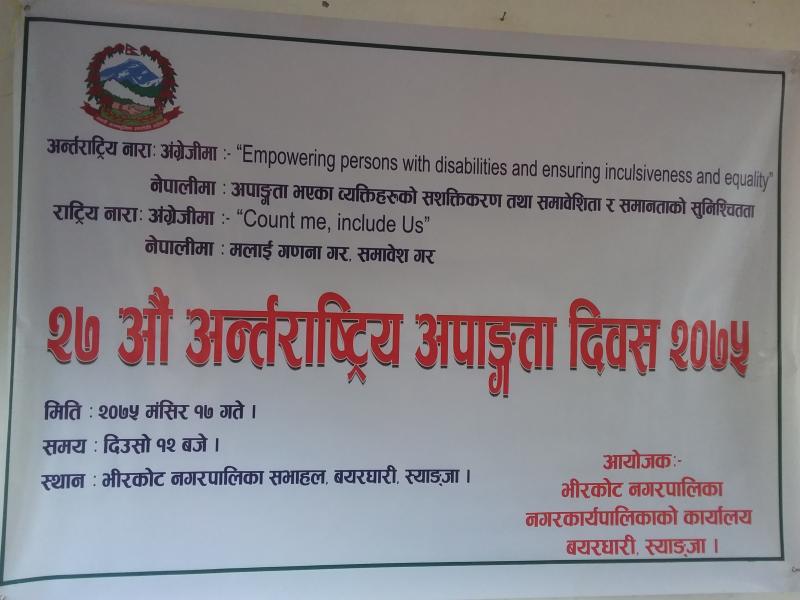 अर्न्तराट्रिय नाराः अंग्रेजीमा :- “Empowering persons with disabilities and ensuring inculsiveness and equality”
नेपालीमा : अपाङ्गता भएका व्यक्तिहरुको सशक्तिकरण तथा समावेशिता र समानताको सुनिश्चितता
राट्रिय नाराः अंग्रेजीमा :- “Count me, include Us”
नेपालीमा : मलाई गणना गर, समावेश गर
२७ औं अर्न्तराष्ट्रिय अपाङ्गता दिवस २०७५
मिति : २०७५ मंसिर १७ गते ।
समय : दिउसो १२ बजे ।
स्थान : भीरकोट नगरपालिका सभाहल, बयरघारी, स्याङ्जा ।
आयोजक:-
भीरकोट नगरपालिका
नगरकार्यपालिकाको कार्यालय
बयरघारी, स्याङजा ।